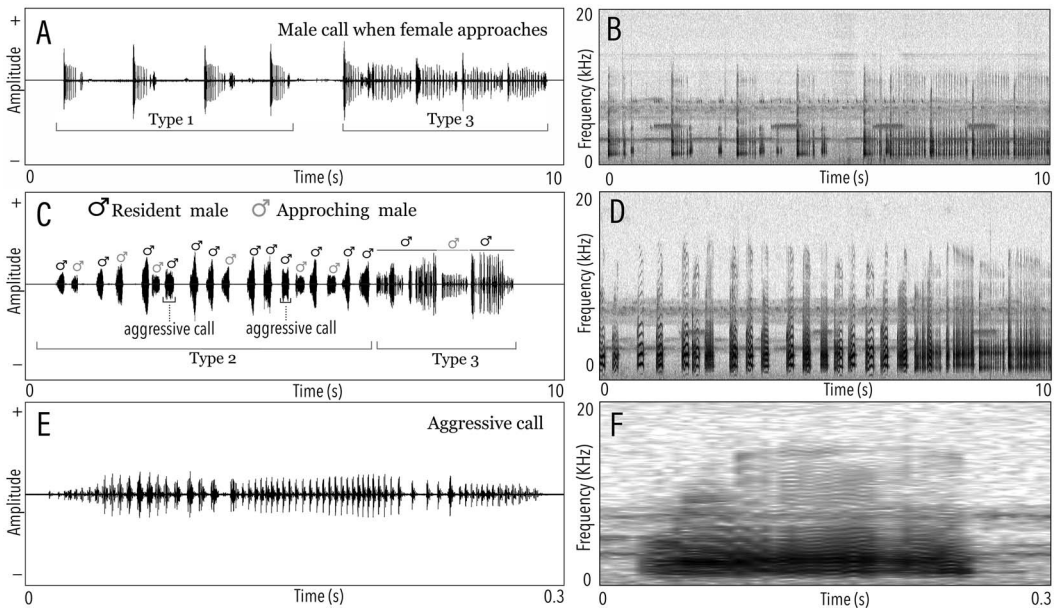 A
Male call when female approaches
+
Amplitude
–
Type 1
Type 3
0
Time (s)
10
B
20
Frequency (kHz)
0
0
Time (s)
10
C
♂ Resident male ♂ Approching male
+
Amplitude
–
♂ ♂ ♂ ♂ ♂ ♂ ♂ ♂ ♂ ♂ ♂ ♂ ♂ ♂ ♂ ♂ ♂ ♂ ♂ ♂ ♂
aggressive call
aggressive call
Type 2
Type 3
0
Time (s)
10
D
20
Frequency (kHz)
0
0
Time (s)
10
E
Aggressive call
+
Amplitude
–
0
Time (s)
0.3
F
20
Frequency (KHz)
0
0
Time (s)
0.3